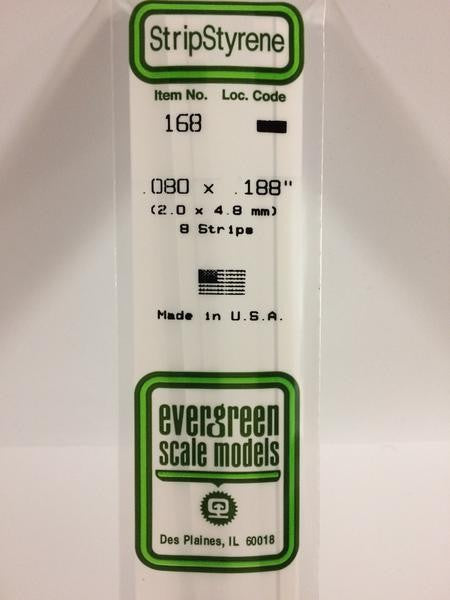 StripStyrene
Item No. Loc. Code
168
.080 x .188"
(2.0 x 4.8 mm)
8 Strips
Made in U.S.A.
evergreen
scale models
Des Plaines, IL 60018